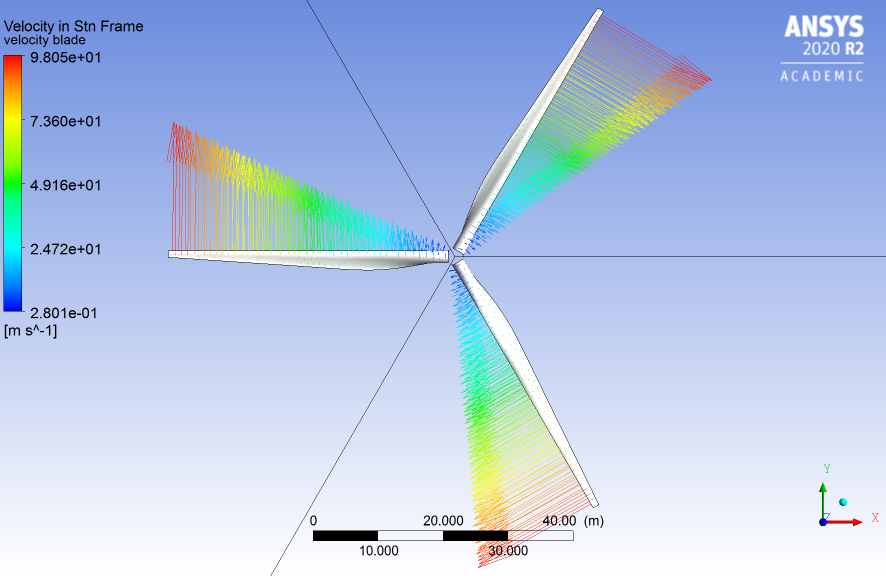 Velocity in Stn Frame
velocity blade
9.805e+01
7.360e+01
4.916e+01
2.472e+01
2.801e-01
[m s^-1]
ANSYS
2020 R2
ACADEMIC
0 20.000 40.00 (m)
10.000 30.000
Y
Z X